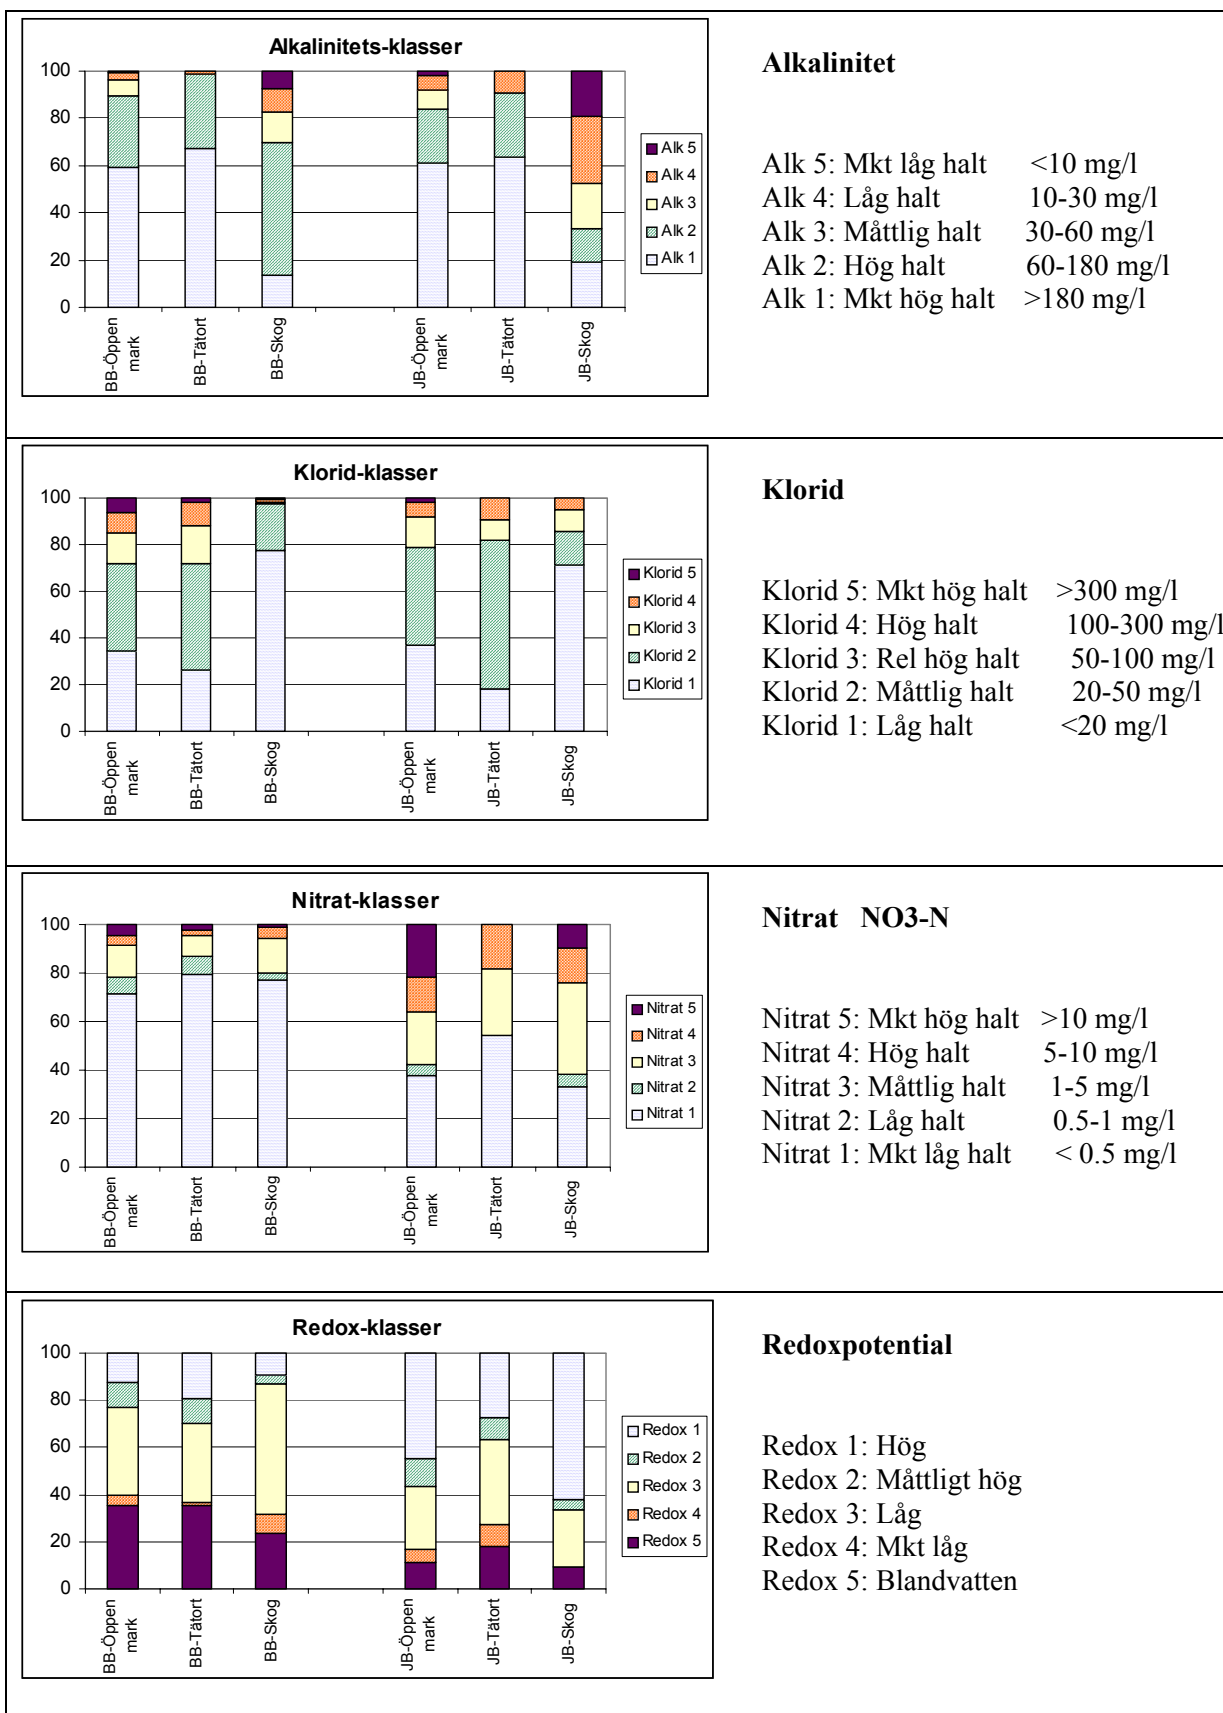 Alkalinitets-klasser
100
80
60
40
20
0
BB-Öppen mark
BB-Tätort
BB-Skog
JB-Öppen mark
JB-Tätort
JB-Skog
Alk 5
Alk 4
Alk 3
Alk 2
Alk 1
Alkalinitet
Alk 5: Mkt låg halt <10 mg/l
Alk 4: Låg halt 10-30 mg/l
Alk 3: Måttlig halt 30-60 mg/l
Alk 2: Hög halt 60-180 mg/l
Alk 1: Mkt hög halt >180 mg/l
Klorid-klasser
100
80
60
40
20
0
BB-Öppen mark
BB-Tätort
BB-Skog
JB-Öppen mark
JB-Tätort
JB-Skog
Klorid 5
Klorid 4
Klorid 3
Klorid 2
Klorid 1
Klorid
Klorid 5: Mkt hög halt >300 mg/l
Klorid 4: Hög halt 100-300 mg/l
Klorid 3: Rel hög halt 50-100 mg/l
Klorid 2: Måttlig halt 20-50 mg/l
Klorid 1: Låg halt <20 mg/l
Nitrat-klasser
100
80
60
40
20
0
BB-Öppen mark
BB-Tätort
BB-Skog
JB-Öppen mark
JB-Tätort
JB-Skog
Nitrat 5
Nitrat 4
Nitrat 3
Nitrat 2
Nitrat 1
Nitrat NO3-N
Nitrat 5: Mkt hög halt >10 mg/l
Nitrat 4: Hög halt 5-10 mg/l
Nitrat 3: Måttlig halt 1-5 mg/l
Nitrat 2: Låg halt 0.5-1 mg/l
Nitrat 1: Mkt låg halt < 0.5 mg/l
Redox-klasser
100
80
60
40
20
0
BB-Öppen mark
BB-Tätort
BB-Skog
JB-Öppen mark
JB-Tätort
JB-Skog
Redox 1
Redox 2
Redox 3
Redox 4
Redox 5
Redoxpotential
Redox 1: Hög
Redox 2: Måttligt hög
Redox 3: Låg
Redox 4: Mkt låg
Redox 5: Blandvatten